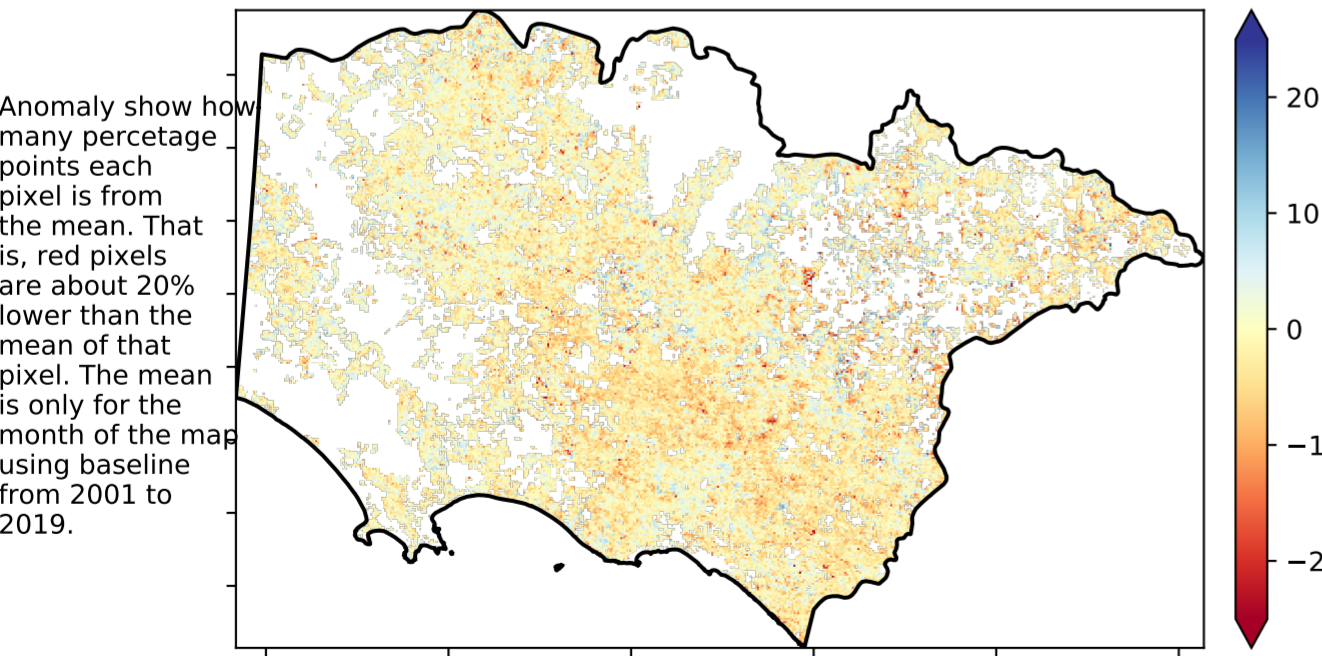 Anomaly show how
many percetage
points each
pixel is from
the mean. That
is, red pixels
are about 20%
lower than the
mean of that
pixel. The mean
is only for the
month of the map
using baseline
from 2001 to
2019.
20
10
0
−1
−2